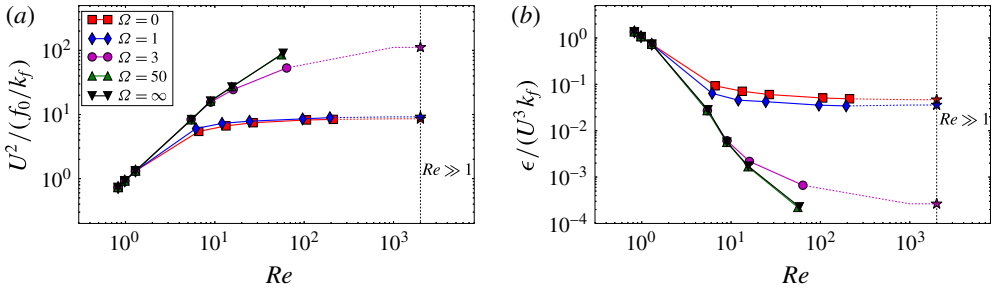 (a)
Ω = 0
Ω = 1
Ω = 3
Ω = 50
Ω = ∞
U²/(f₀/k_f)
10²
10¹
10⁰
Re ≫ 1
10⁰ 10¹ 10² 10³
Re
(b)
ϵ/(U³k_f)
10⁰
10⁻¹
10⁻²
10⁻³
10⁻⁴
Re ≫ 1
10⁰ 10¹ 10² 10³
Re